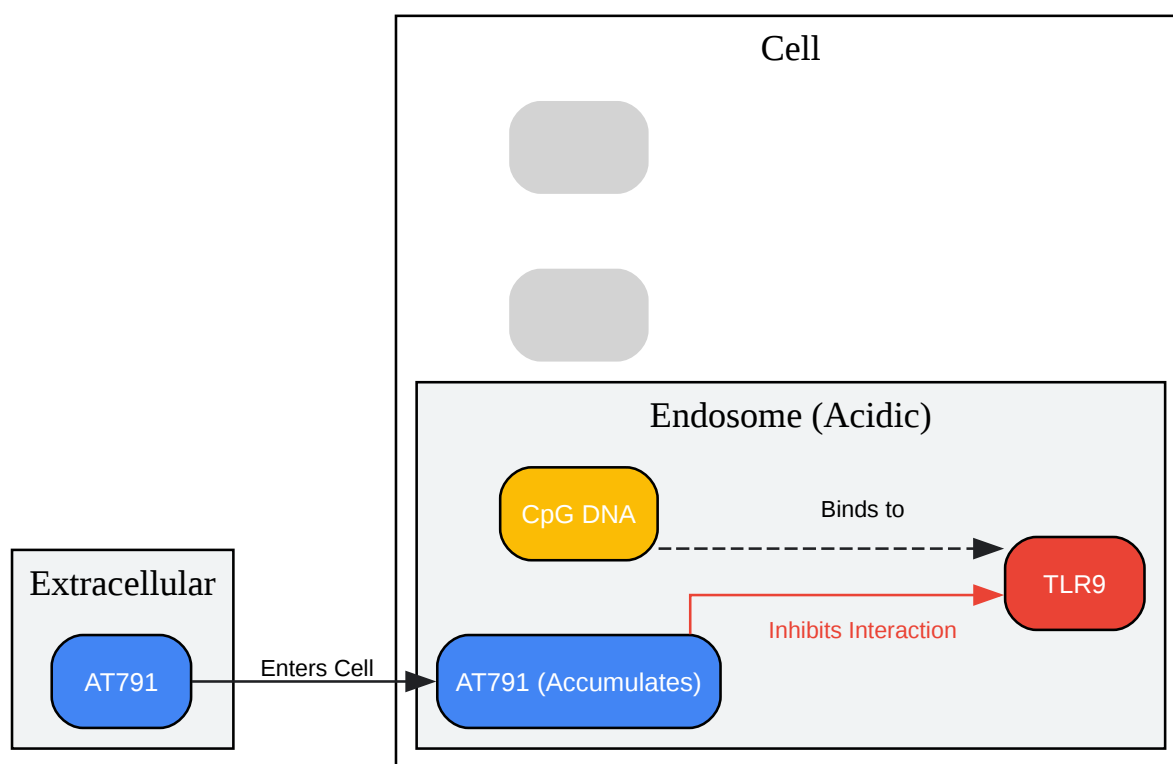 Cell
Endosome (Acidic)
CpG DNA
Binds to
TLR9
Inhibits Interaction
Extracellular
AT791
Enters Cell
AT791 (Accumulates)